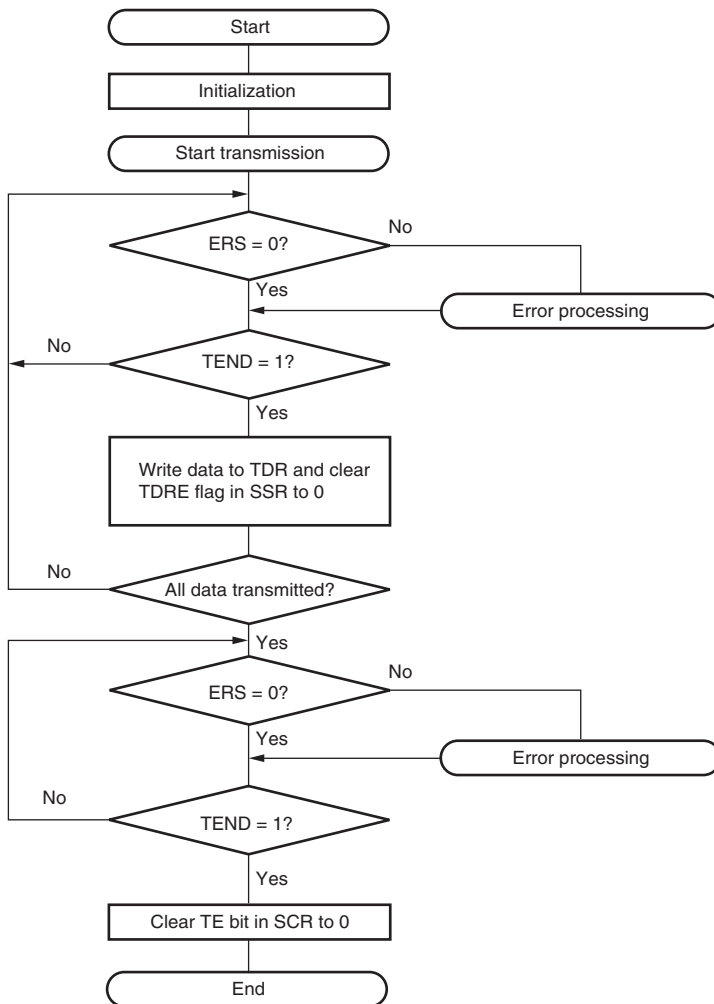 Start
Initialization
Start transmission
ERS = 0?
No
Yes
Error processing
No
TEND = 1?
Yes
Write data to TDR and clear
TDRE flag in SSR to 0
No
All data transmitted?
Yes
ERS = 0?
No
Yes
Error processing
No
TEND = 1?
Yes
Clear TE bit in SCR to 0
End